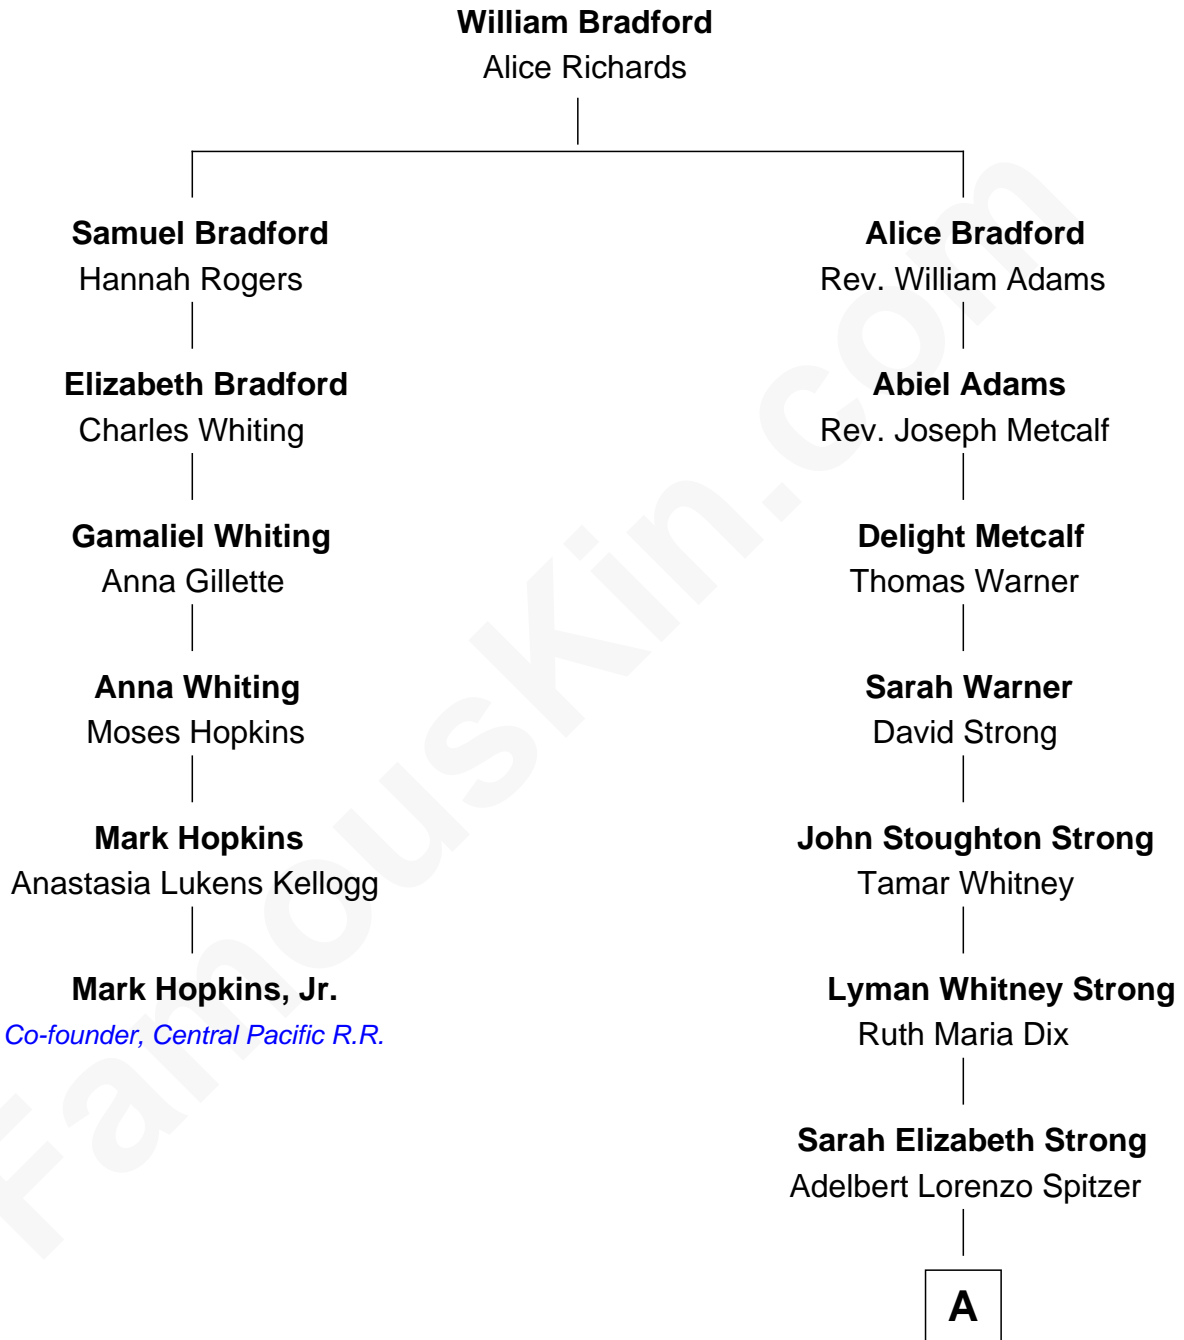 William Bradford
Alice Richards
Samuel Bradford
Hannah Rogers
Alice Bradford
Rev. William Adams
Elizabeth Bradford
Charles Whiting
Abiel Adams
Rev. Joseph Metcalf
Gamaliel Whiting
Anna Gillette
Delight Metcalf
Thomas Warner
Anna Whiting
Moses Hopkins
Sarah Warner
David Strong
Mark Hopkins
Anastasia Lukens Kellogg
John Stoughton Strong
Tamar Whitney
Mark Hopkins, Jr.
Co-founder, Central Pacific R.R.
Lyman Whitney Strong
Ruth Maria Dix
Sarah Elizabeth Strong
Adelbert Lorenzo Spitzer
A
FamousKin.com